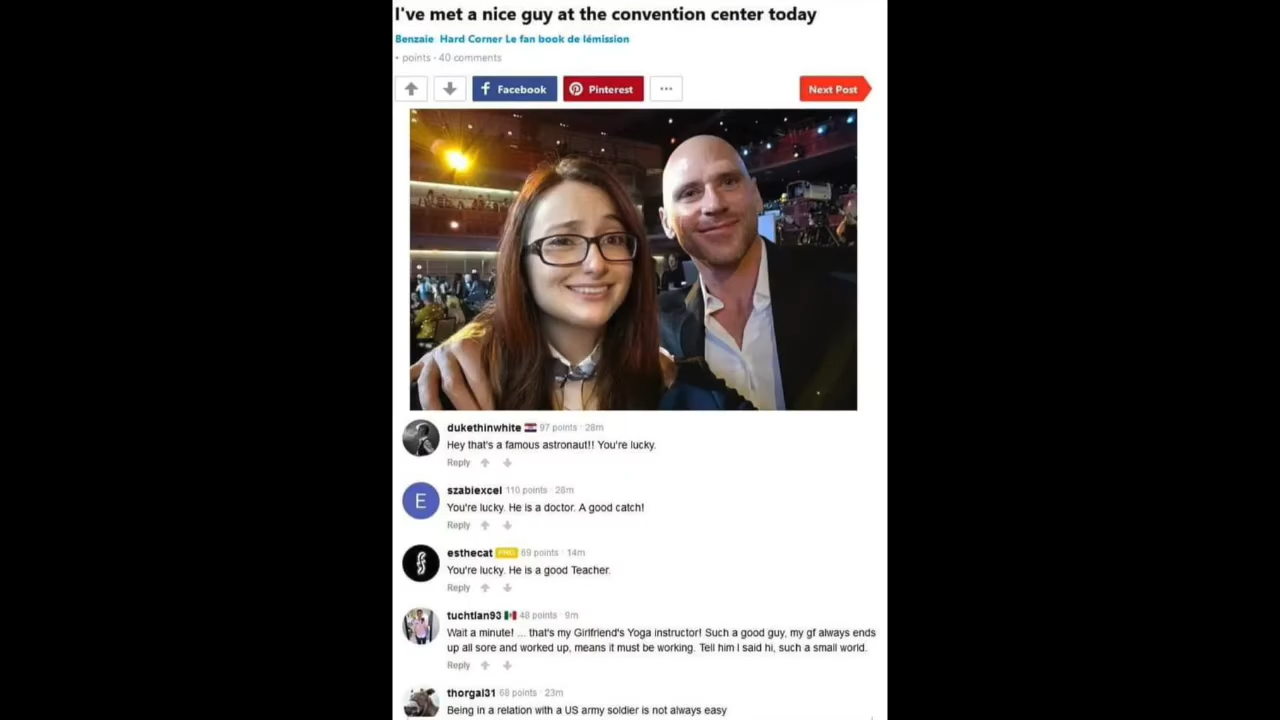 I've met a nice guy at the convention center today
Benzaie Hard Corner Le fan book de lémission
• points - 40 comments
f Facebook
Pinterest
...
Next Post
dukethinwhite 97 points · 28m
Hey that's a famous astronaut!! You're lucky.
Reply
E
szabiexcel 110 points · 28m
You're lucky. He is a doctor. A good catch!
Reply
esthecat PRO 69 points · 14m
You're lucky. He is a good Teacher.
Reply
tuchtlan93 48 points · 9m
Wait a minute! ... that's my Girlfriend's Yoga instructor! Such a good guy, my gf always ends
up all sore and worked up, means it must be working. Tell him I said hi, such a small world.
Reply
thorgal31 68 points · 23m
Being in a relation with a US army soldier is not always easy